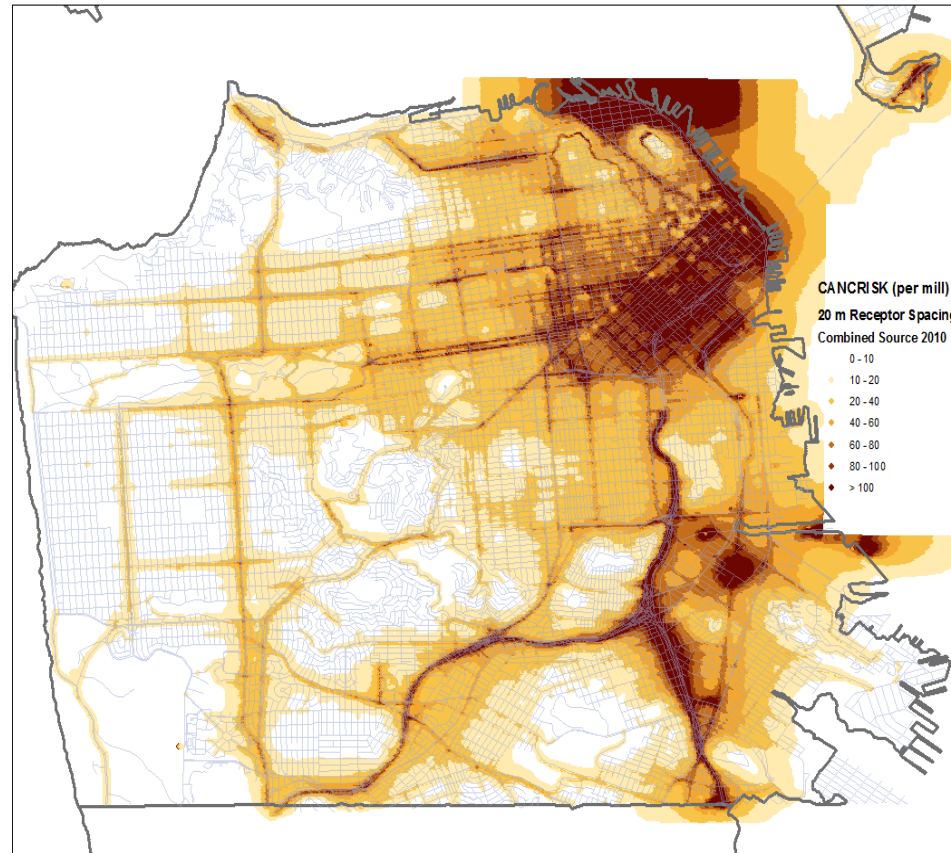 CANCRISK (per mill)
20 m Receptor Spacing
Combined Source 2010
0 - 10
10 - 20
20 - 40
40 - 60
60 - 80
80 - 100
> 100